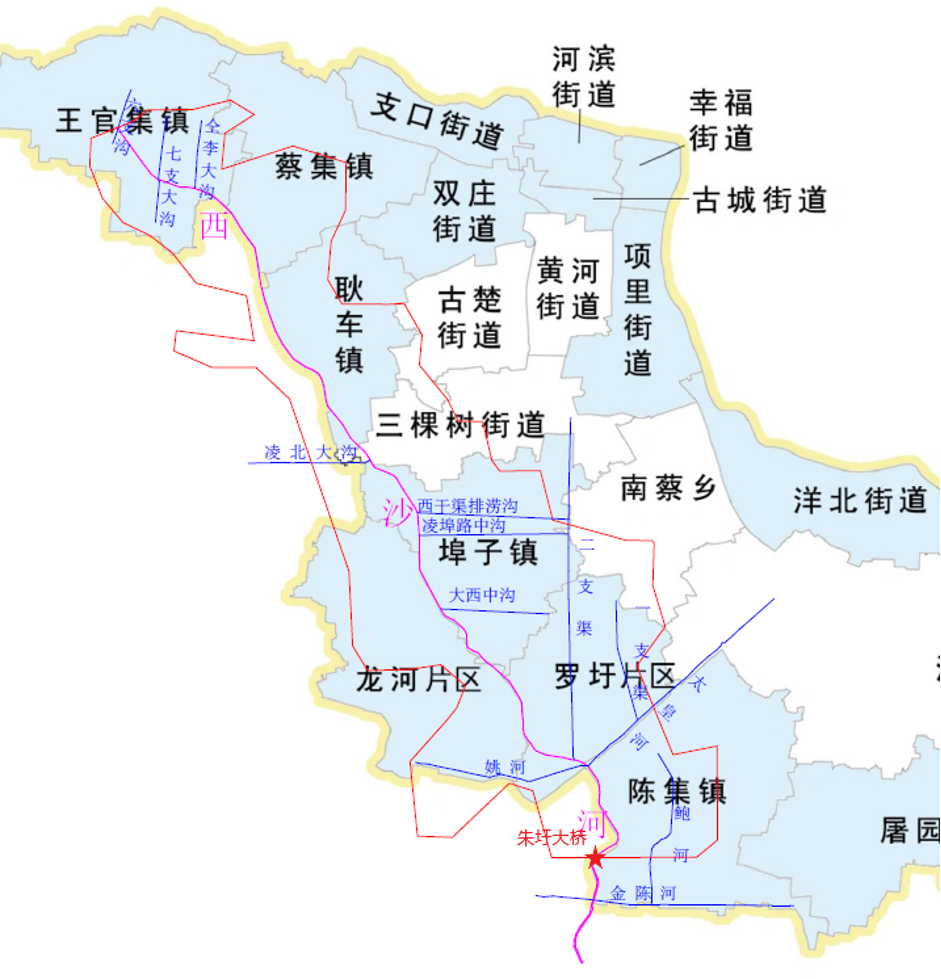 河滨
街道
幸福
街道
支口街道
王官集镇
七支大沟
仝李大沟
蔡集镇
双庄
街道
古城街道
西
项里街道
黄河
街道
耿车镇
古楚
街道
三棵树街道
凌北大沟
南蔡乡
洋北街道
沙
西干渠排涝沟
凌埠路中沟
埠子镇
二支渠
大西中沟
一支渠
龙河片区
罗圩片区
太皇河
姚河
陈集镇
鲍河
河
朱圩大桥
屠园
金陈河